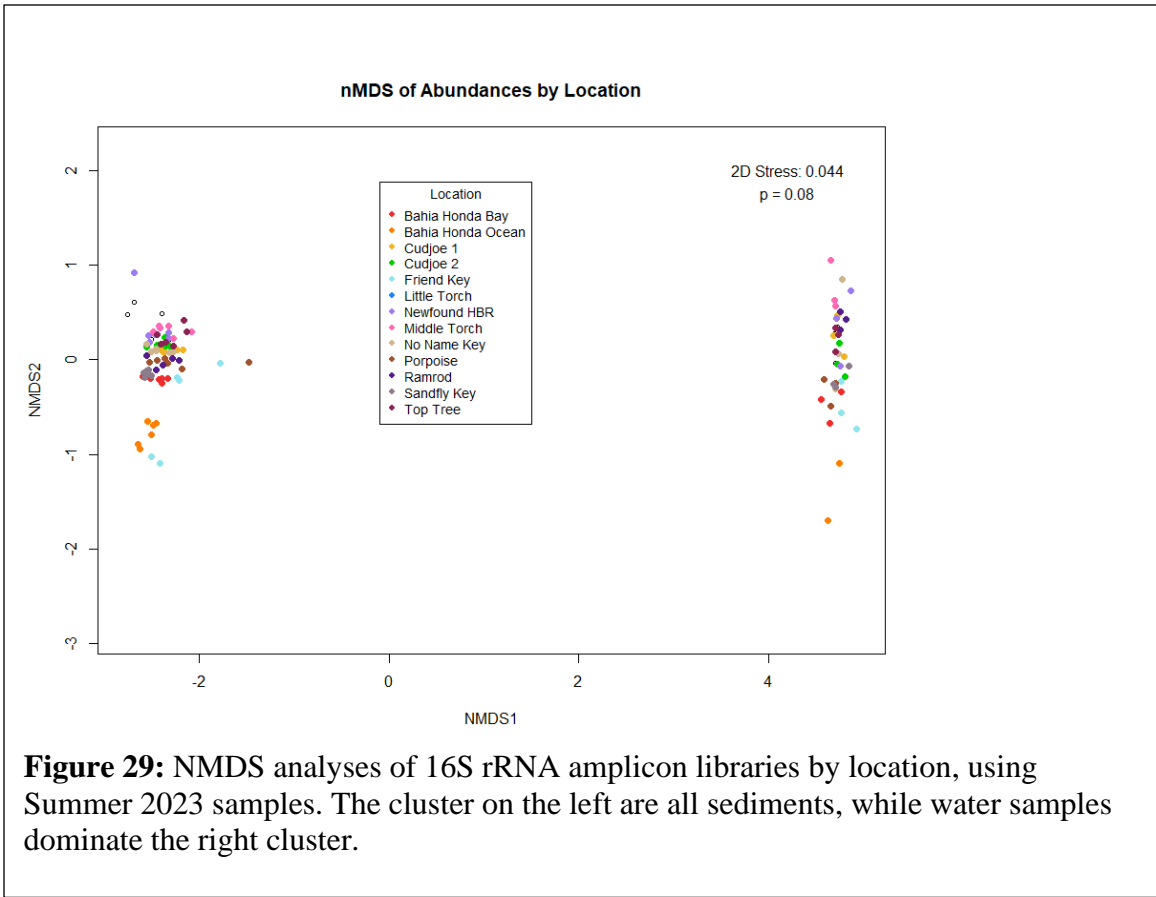 nMDS of Abundances by Location
2D Stress: 0.044
p = 0.08
Location
Bahia Honda Bay
Bahia Honda Ocean
Cudjoe 1
Cudjoe 2
Friend Key
Little Torch
Newfound HBR
Middle Torch
No Name Key
Porpoise
Ramrod
Sandfly Key
Top Tree
NMDS2
2
1
0
-1
-2
-3
-2
0
2
4
NMDS1
Figure 29: NMDS analyses of 16S rRNA amplicon libraries by location, using
Summer 2023 samples. The cluster on the left are all sediments, while water samples
dominate the right cluster.